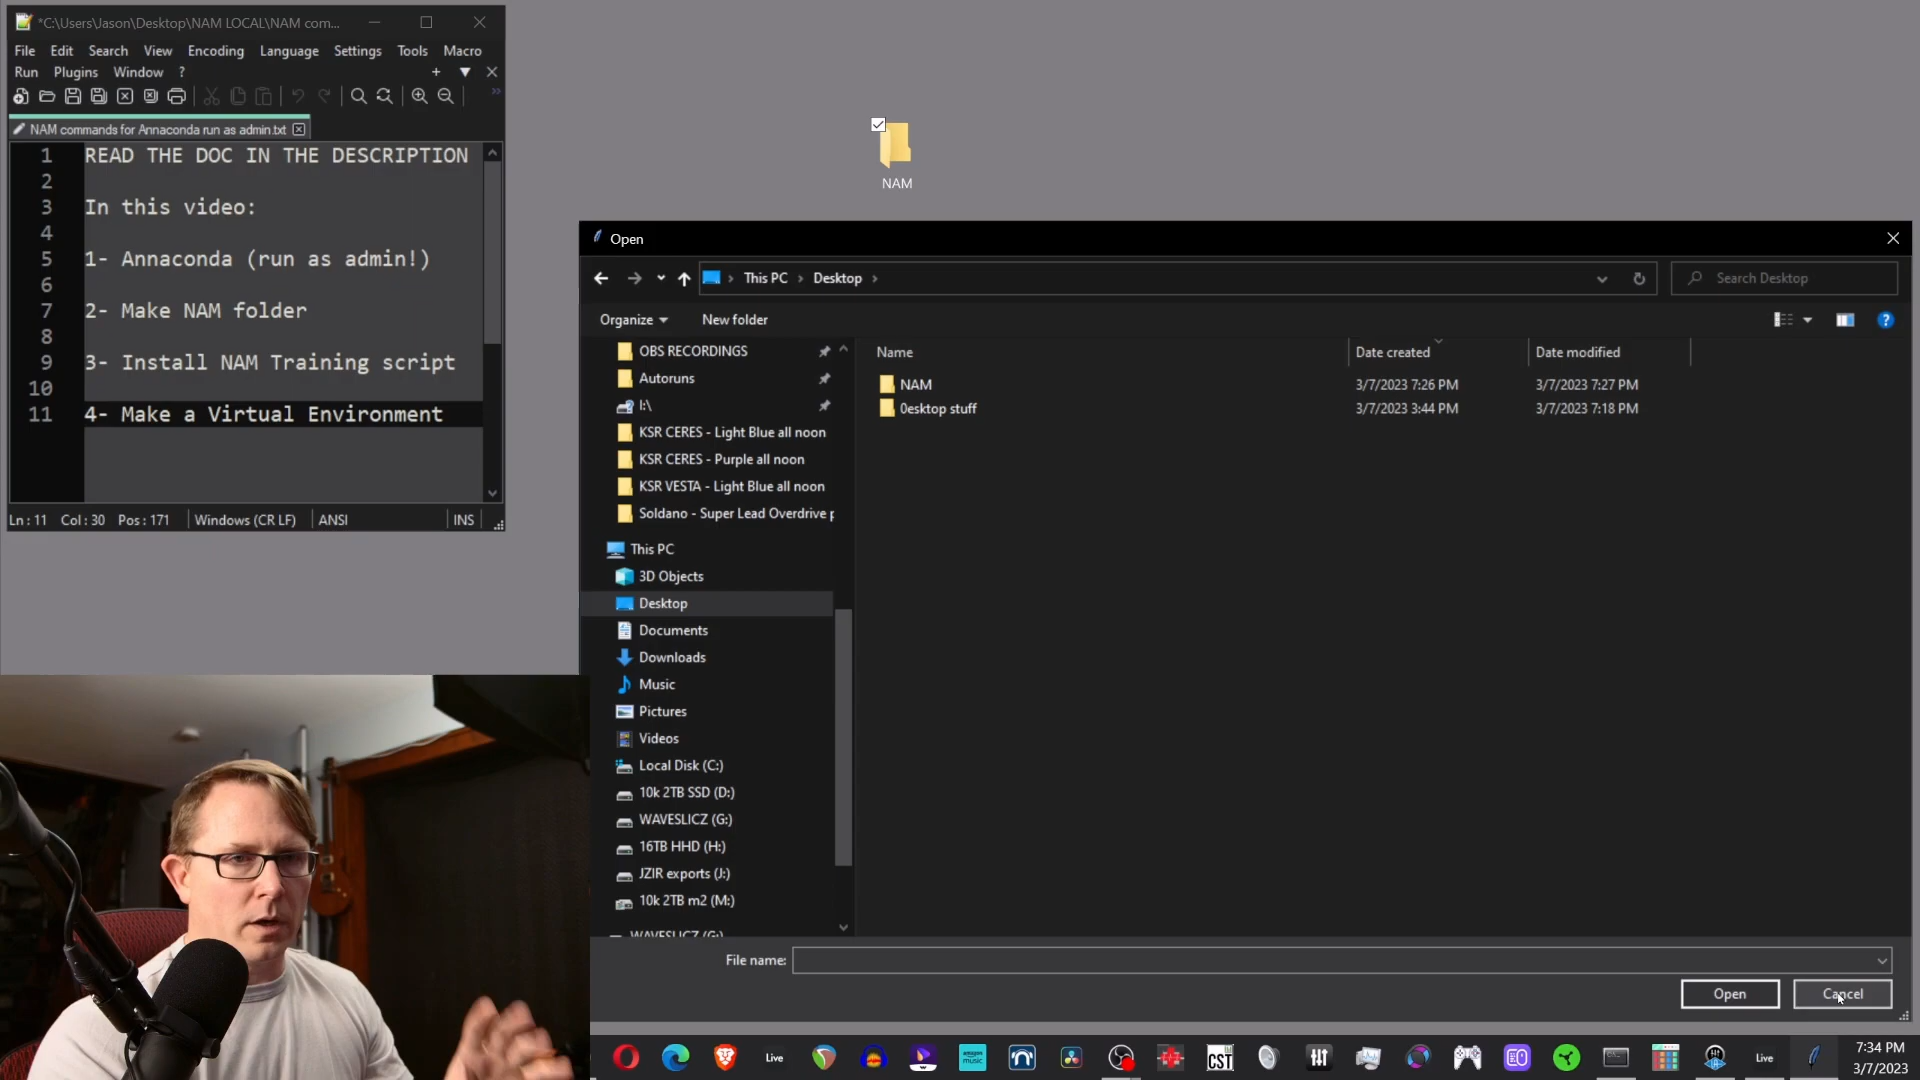 *C:\Users\Jason\Desktop\NAM LOCAL\NAM com...
File Edit Search View Encoding Language Settings Tools Macro
Run Plugins Window ?
NAM commands for Annaconda run as admin.txt
1 READ THE DOC IN THE DESCRIPTION
2
3 In this video:
4
5 1- Annaconda (run as admin!)
6
7 2- Make NAM folder
8
9 3- Install NAM Training script
10
11 4- Make a Virtual Environment
Ln : 11 Col : 30 Pos : 171 Windows (CR LF) ANSI INS
NAM
Open
This PC > Desktop >
Search Desktop
Organize New folder
Name Date created Date modified
NAM 3/7/2023 7:26 PM 3/7/2023 7:27 PM
0esktop stuff 3/7/2023 3:44 PM 3/7/2023 7:18 PM
OBS RECORDINGS
Autoruns
I:\
KSR CERES - Light Blue all noon
KSR CERES - Purple all noon
KSR VESTA - Light Blue all noon
Soldano - Super Lead Overdrive p
This PC
3D Objects
Desktop
Documents
Downloads
Music
Pictures
Videos
Local Disk (C:)
10k 2TB SSD (D:)
WAVESLICZ (G:)
16TB HHD (H:)
JZIR exports (J:)
10k 2TB m2 (M:)
WAVESLICZ (G:)
File name:
Open Cancel
Live
amazon music
CST
Live
7:34 PM
3/7/2023